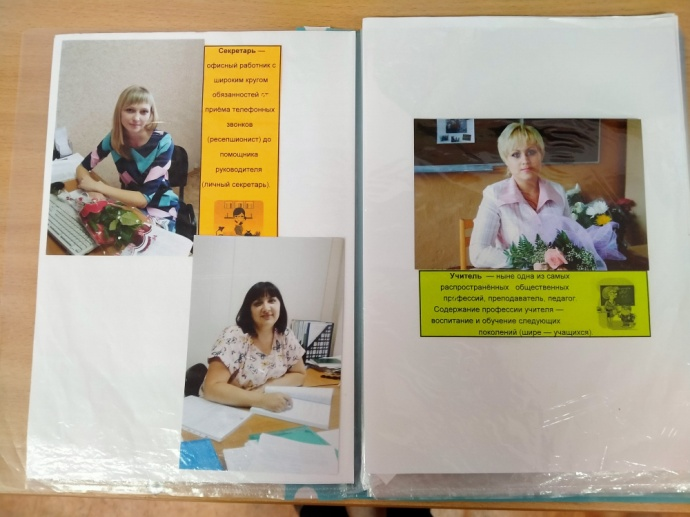 Секретарь —
офисный работник с
широким кругом
обязанностей от
приёма телефонных
звонков
(ресепшионист) до
помощника
руководителя
(личный секретарь).
Учитель — ныне одна из самых
распространённых общественных
профессий, преподаватель, педагог.
Содержание профессии учителя —
воспитание и обучение следующих
поколений (шире — учащихся)